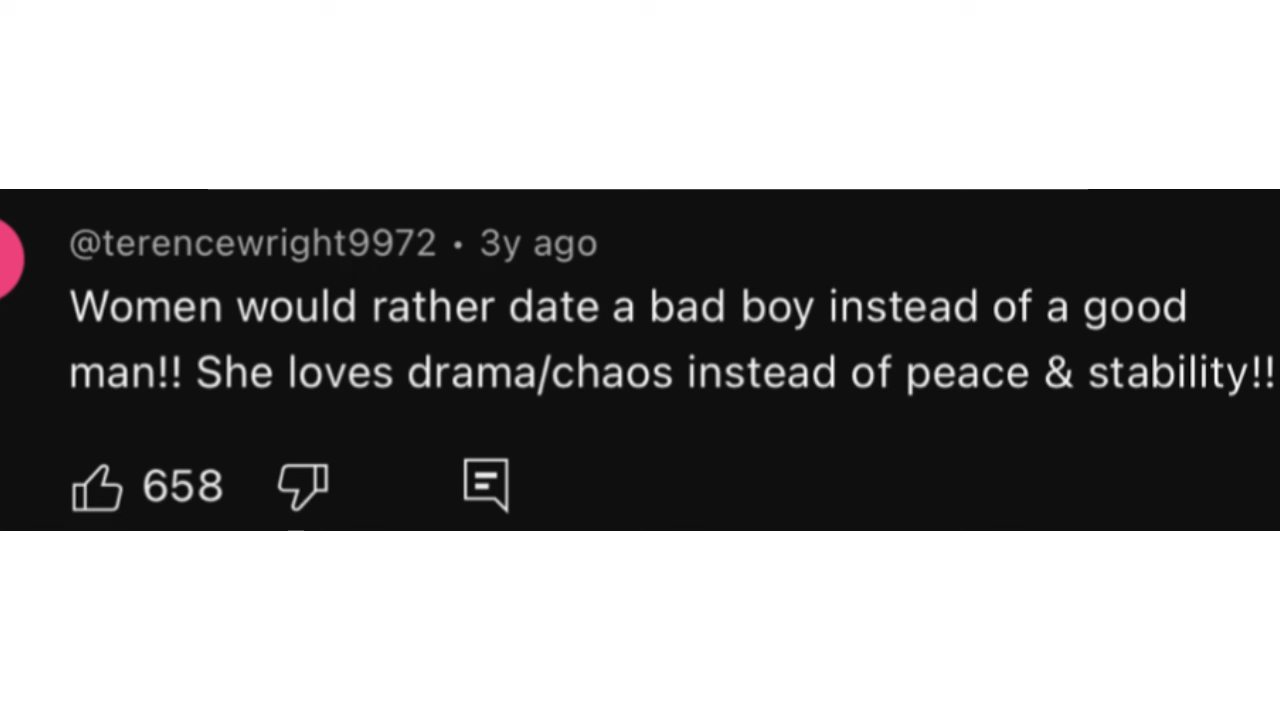 @terencewright9972 • 3y ago
Women would rather date a bad boy instead of a good
man!! She loves drama/chaos instead of peace & stability!!
658